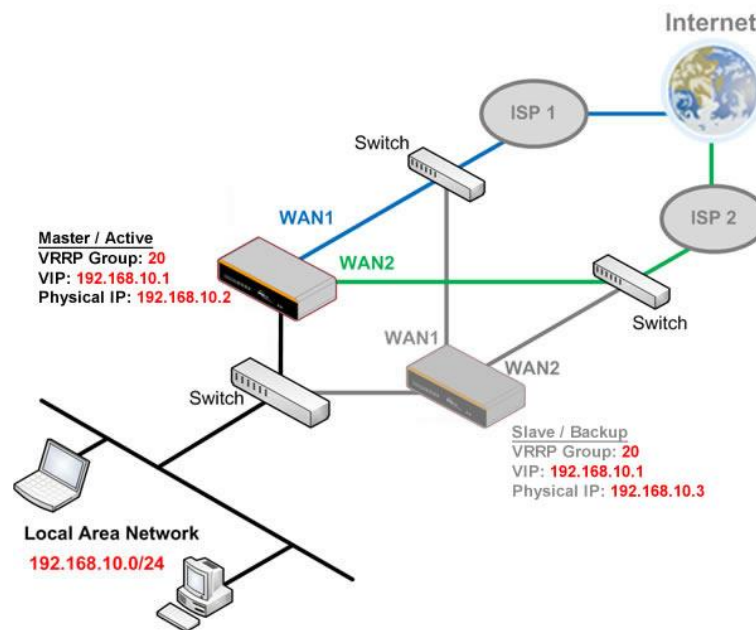 Internet
ISP 1
Switch
WAN1
Master / Active
VRRP Group: 20
VIP: 192.168.10.1
Physical IP: 192.168.10.2
WAN2
ISP 2
Switch
WAN1
WAN2
Switch
Slave / Backup
VRRP Group: 20
VIP: 192.168.10.1
Physical IP: 192.168.10.3
Local Area Network
192.168.10.0/24